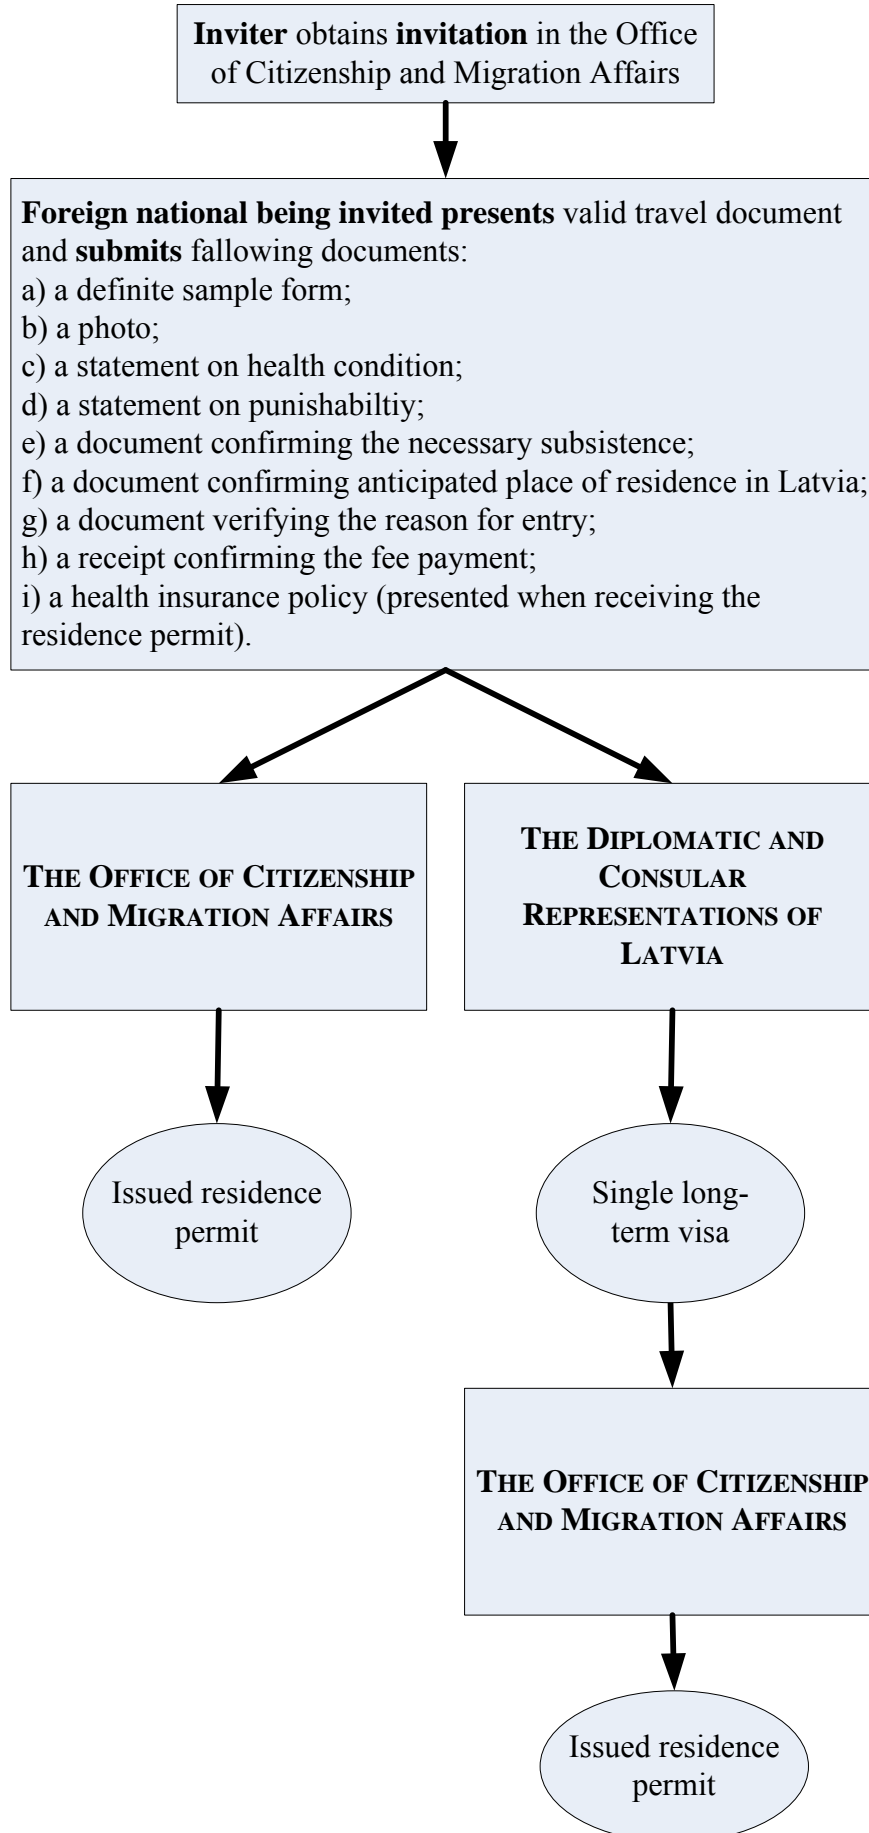 Inviter obtains invitation in the Office
of Citizenship and Migration Affairs
Foreign national being invited presents valid travel document
and submits fallowing documents:
a) a definite sample form;
b) a photo;
c) a statement on health condition;
d) a statement on punishabiltiy;
e) a document confirming the necessary subsistence;
f) a document confirming anticipated place of residence in Latvia;
g) a document verifying the reason for entry;
h) a receipt confirming the fee payment;
i) a health insurance policy (presented when receiving the
residence permit).
THE OFFICE OF CITIZENSHIP
AND MIGRATION AFFAIRS
THE DIPLOMATIC AND
CONSULAR
REPRESENTATIONS OF
LATVIA
Issued residence
permit
Single long-
term visa
THE OFFICE OF CITIZENSHIP
AND MIGRATION AFFAIRS
Issued residence
permit